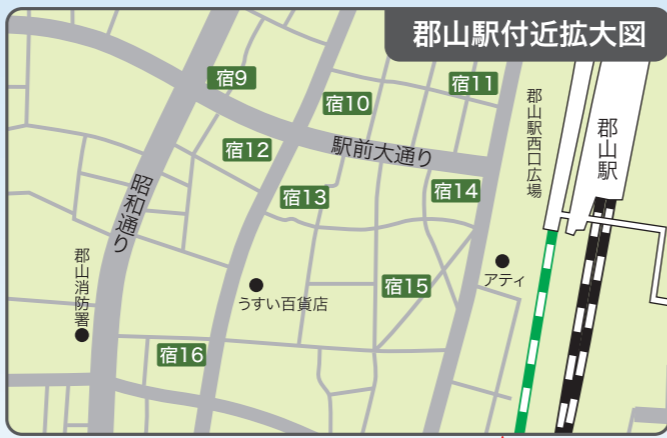 郡山駅付近拡大図
宿9
宿10
宿11
郡山駅西口広場
郡山駅
宿12
駅前大通り
昭和通り
宿13
宿14
郡山消防署
アティ
うすい百貨店
宿15
宿16